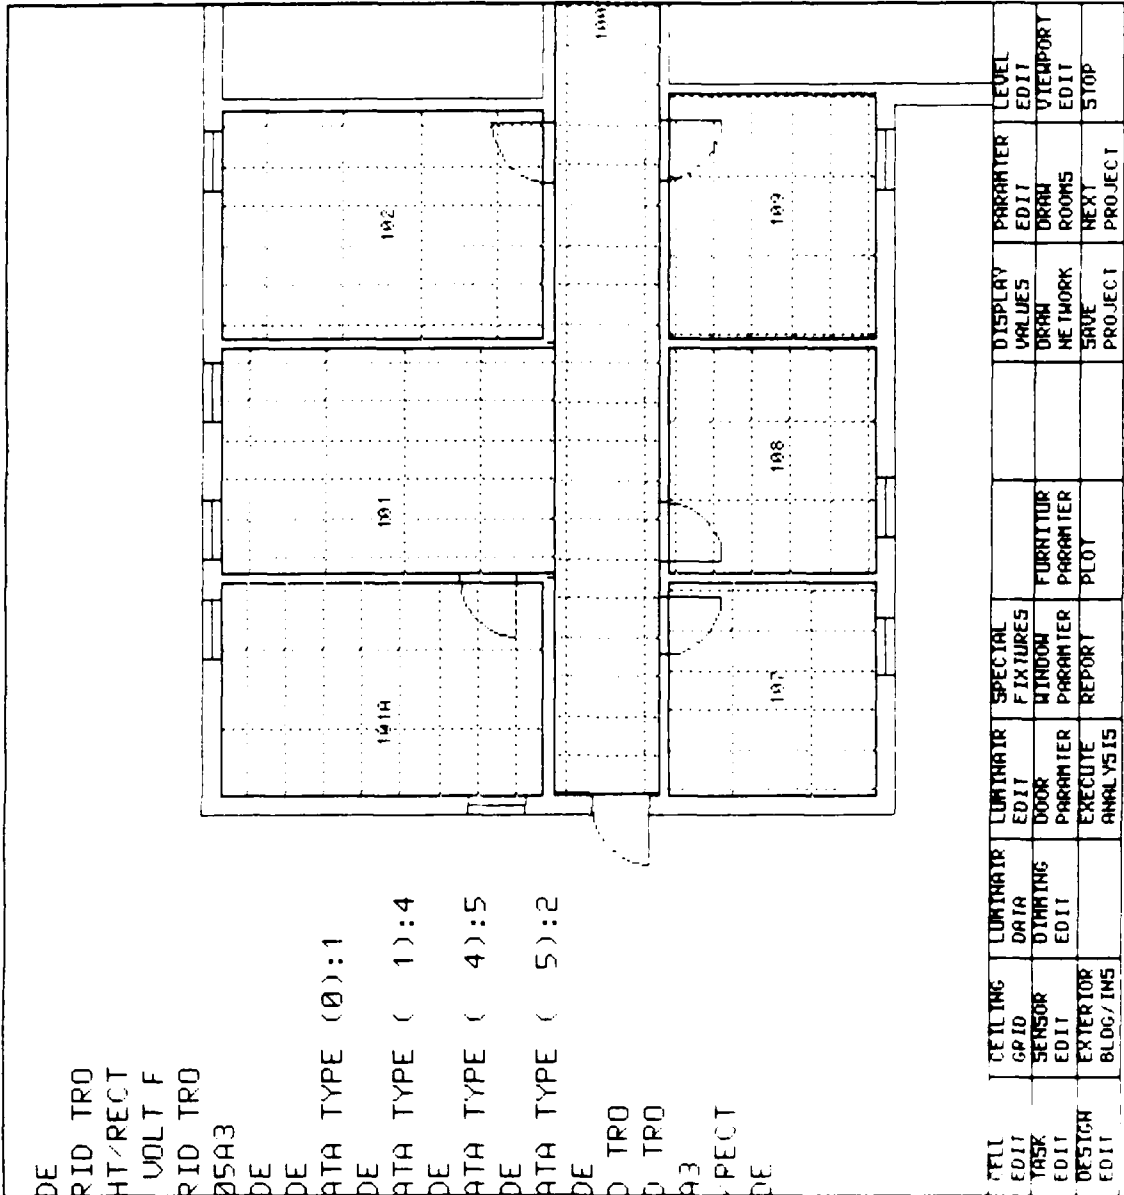 DE
RID TRO
HT/RECT
VOLT F
RID TRO
05A3
DE
DE
ATA TYPE (0):1
DE
ATA TYPE ( 1):4
DE
ATA TYPE ( 4):5
DE
ATA TYPE ( 5):2
DE
O TRO
O TRO
A3
DE
101A
101
102
107
108
109
EDIT
CEILING
GRID
LUMINAIR
DATA
LUMINAIR
EDIT
SPECIAL
FIXTURES
DISPLAY
VALUES
PARAMTER
EDIT
LEVEL
EDIT
TASK
EDIT
SENSOR
EDIT
DIMMING
EDIT
DOOR
PARAMTER
WINDOW
PARAMTER
FURNITUR
PARAMTER
DRAW
NETWORK
DRAW
ROOMS
VIEWPORT
EDIT
DESIGN
EDIT
EXTERIOR
BLDG/INS
EXECUTE
ANALYSIS
REPORT
PLOT
SAVE
PROJECT
NEXT
PROJECT
STOP